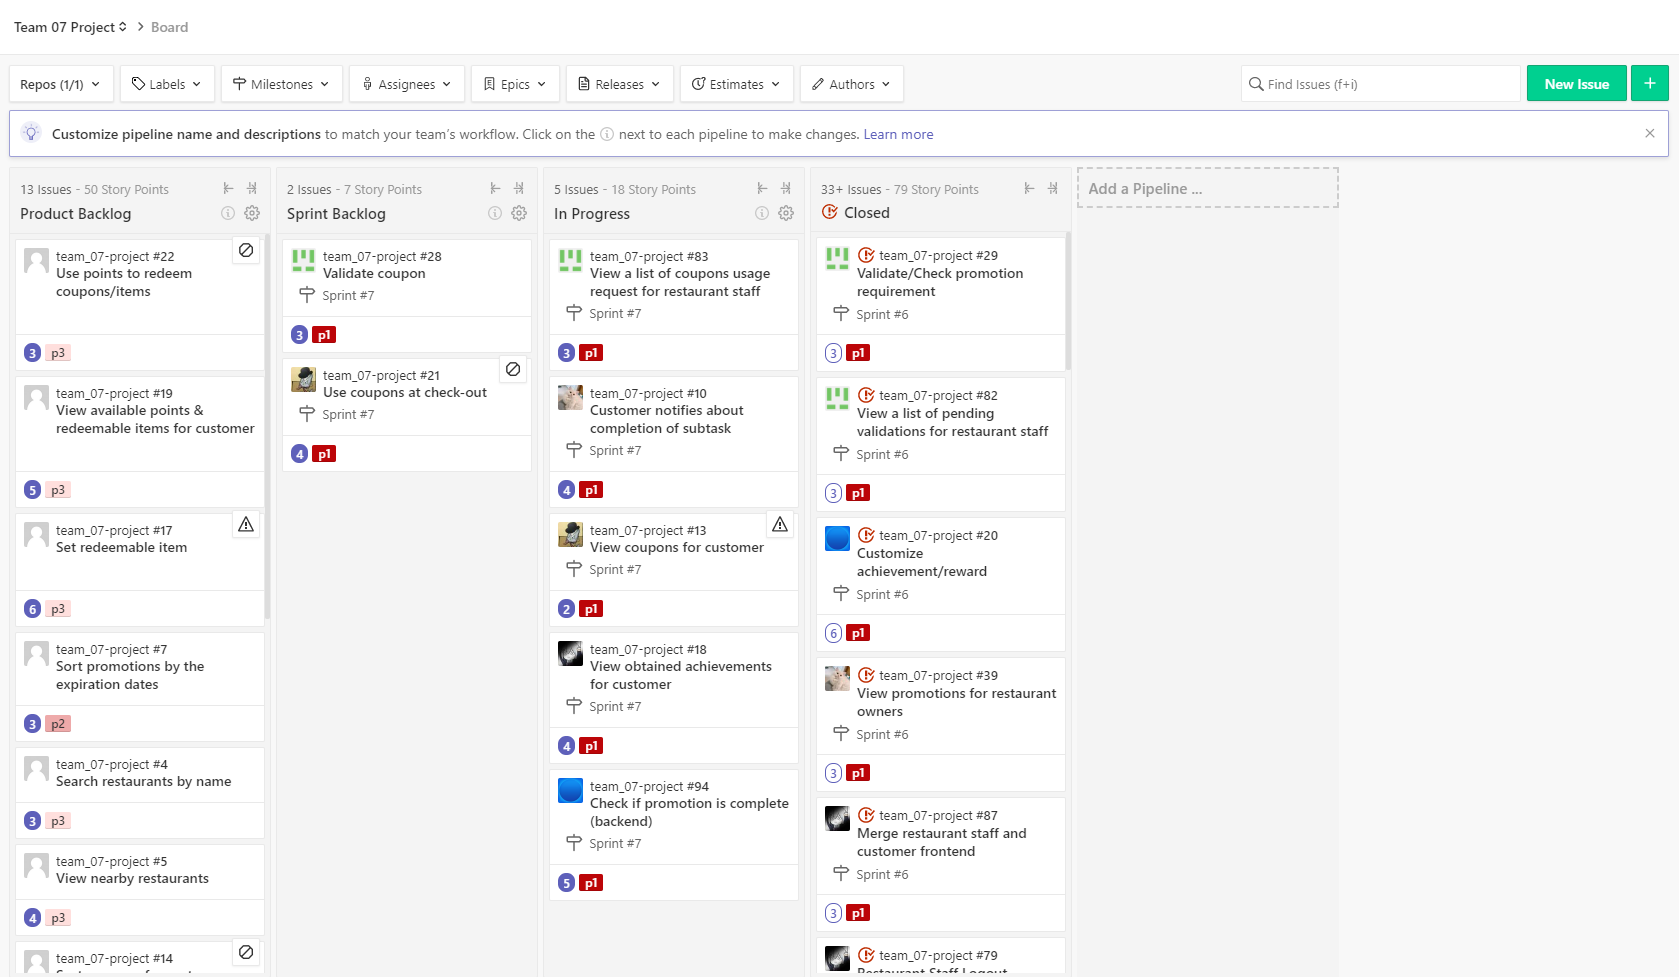 Team 07 Project > Board
Repos (1/1) Labels Milestones Assignees Epics Releases Estimates Authors Find Issues (f+i) New Issue +
Customize pipeline name and descriptions to match your team's workflow. Click on the next to each pipeline to make changes. Learn more
13 Issues - 50 Story Points
Product Backlog
team_07-project #22
Use points to redeem
coupons/items
3 p3
team_07-project #19
View available points &
redeemable items for customer
5 p3
team_07-project #17
Set redeemable item
6 p3
team_07-project #7
Sort promotions by the
expiration dates
3 p2
team_07-project #4
Search restaurants by name
3 p3
team_07-project #5
View nearby restaurants
4 p3
team_07-project #14
2 Issues - 7 Story Points
Sprint Backlog
team_07-project #28
Validate coupon
Sprint #7
3 p1
team_07-project #21
Use coupons at check-out
Sprint #7
4 p1
5 Issues - 18 Story Points
In Progress
team_07-project #83
View a list of coupons usage
request for restaurant staff
Sprint #7
3 p1
team_07-project #10
Customer notifies about
completion of subtask
Sprint #7
4 p1
team_07-project #13
View coupons for customer
Sprint #7
2 p1
team_07-project #18
View obtained achievements
for customer
Sprint #7
4 p1
team_07-project #94
Check if promotion is complete
(backend)
Sprint #7
5 p1
33+ Issues - 79 Story Points
Closed
team_07-project #29
Validate/Check promotion
requirement
Sprint #6
3 p1
team_07-project #82
View a list of pending
validations for restaurant staff
Sprint #6
3 p1
team_07-project #20
Customize
achievement/reward
Sprint #6
6 p1
team_07-project #39
View promotions for restaurant
owners
Sprint #6
3 p1
team_07-project #87
Merge restaurant staff and
customer frontend
Sprint #6
3 p1
team_07-project #79
Restaurant Staff Logout
Add a Pipeline ...